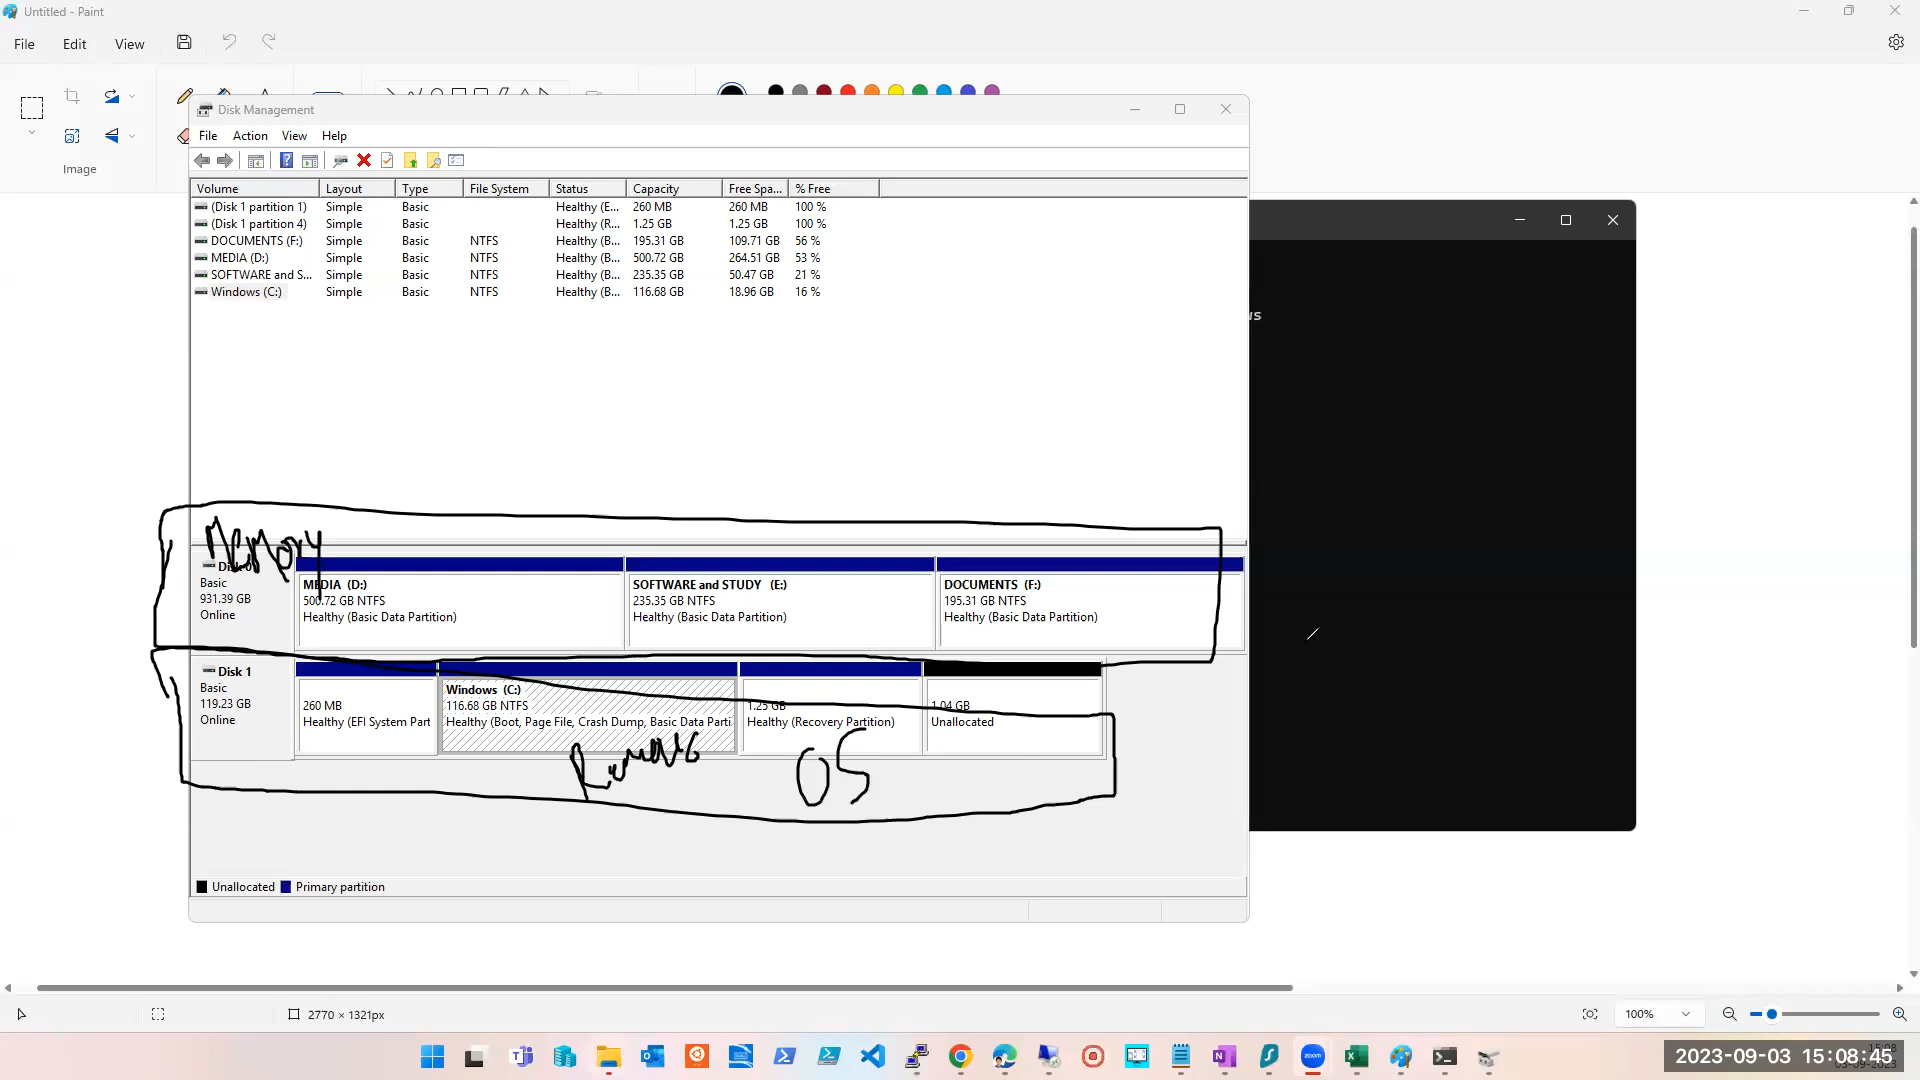 Untitled - Paint
File Edit View
Image
Disk Management
File Action View Help
Volume Layout Type File System Status Capacity Free Spa... % Free
(Disk 1 partition 1) Simple Basic Healthy (E... 260 MB 260 MB 100 %
(Disk 1 partition 4) Simple Basic Healthy (R... 1.25 GB 1.25 GB 100 %
DOCUMENTS (F:) Simple Basic NTFS Healthy (B... 195.31 GB 109.71 GB 56 %
MEDIA (D:) Simple Basic NTFS Healthy (B... 500.72 GB 264.51 GB 53 %
SOFTWARE and S... Simple Basic NTFS Healthy (B... 235.35 GB 50.47 GB 21 %
Windows (C:) Simple Basic NTFS Healthy (B... 116.68 GB 18.96 GB 16 %
Memory
Disk 0
Basic
931.39 GB
Online
MEDIA (D:)
500.72 GB NTFS
Healthy (Basic Data Partition)
SOFTWARE and STUDY (E:)
235.35 GB NTFS
Healthy (Basic Data Partition)
DOCUMENTS (F:)
195.31 GB NTFS
Healthy (Basic Data Partition)
Disk 1
Basic
119.23 GB
Online
260 MB
Healthy (EFI System Part
Windows (C:)
116.68 GB NTFS
Healthy (Boot, Page File, Crash Dump, Basic Data Parti
1.25 GB
Healthy (Recovery Partition)
1.04 GB
Unallocated
OS
Unallocated Primary partition
2770 × 1321px
100%
zoom
2023-09-03 15:08:45